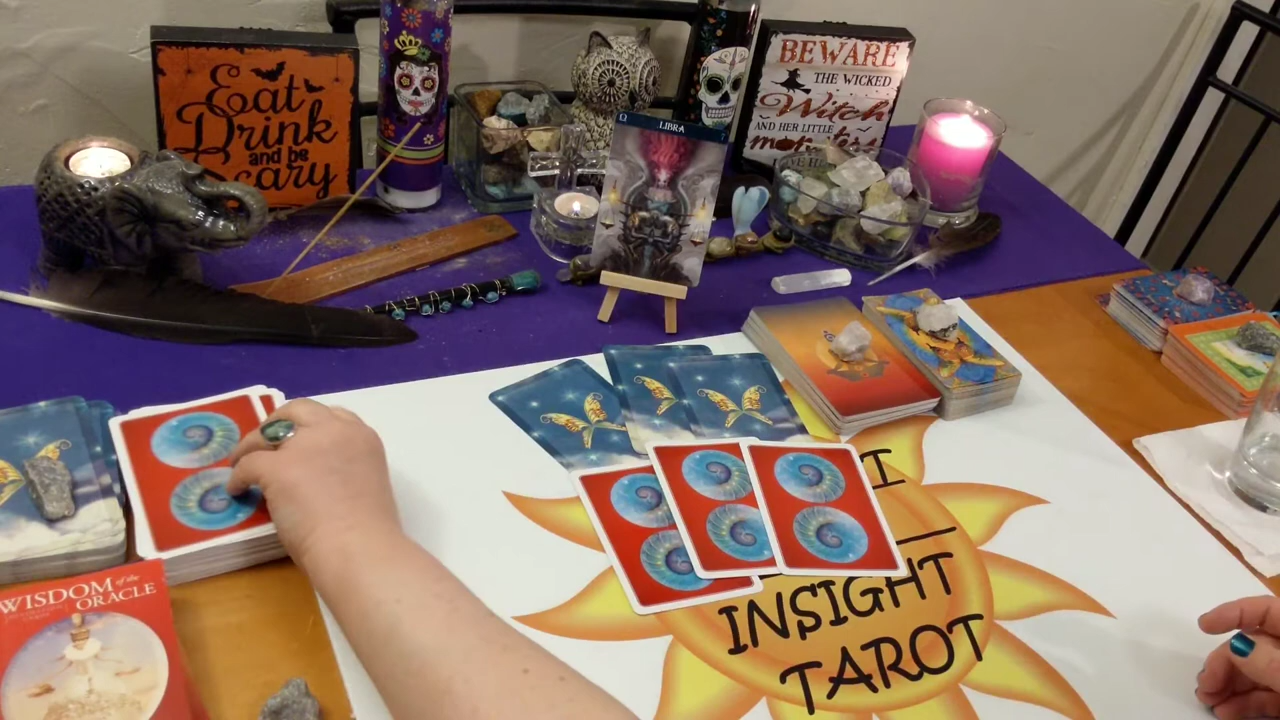 Eat
Drink
and be
Scary
BEWARE
THE WICKED
Witch
AND HER LITTLE
monsters
LIBRA
WISDOM of the
ORACLE
INSIGHT
TAROT